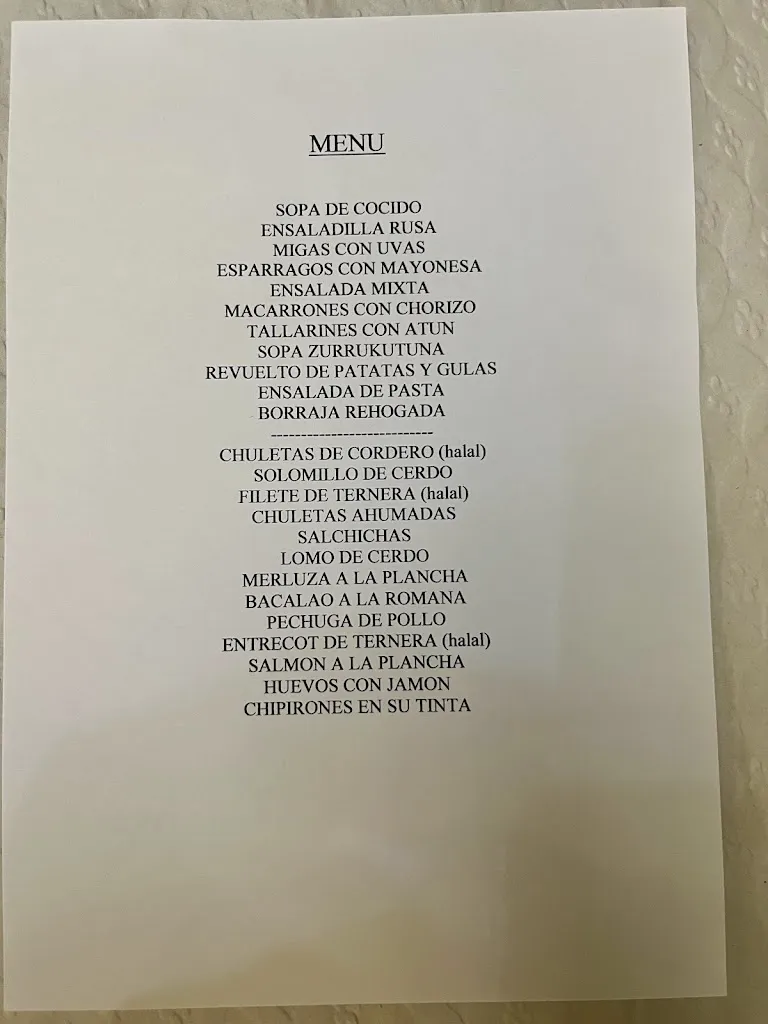 MENU
SOPA DE COCIDO
ENSALADILLA RUSA
MIGAS CON UVAS
ESPARRAGOS CON MAYONESA
ENSALADA MIXTA
MACARRONES CON CHORIZO
TALLARINES CON ATUN
SOPA ZURRUKUTUNA
REVUELTO DE PATATAS Y GULAS
ENSALADA DE PASTA
BORRAJA REHOGADA
---------------------------
CHULETAS DE CORDERO (halal)
SOLOMILLO DE CERDO
FILETE DE TERNERA (halal)
CHULETAS AHUMADAS
SALCHICHAS
LOMO DE CERDO
MERLUZA A LA PLANCHA
BACALAO A LA ROMANA
PECHUGA DE POLLO
ENTRECOT DE TERNERA (halal)
SALMON A LA PLANCHA
HUEVOS CON JAMON
CHIPIRONES EN SU TINTA